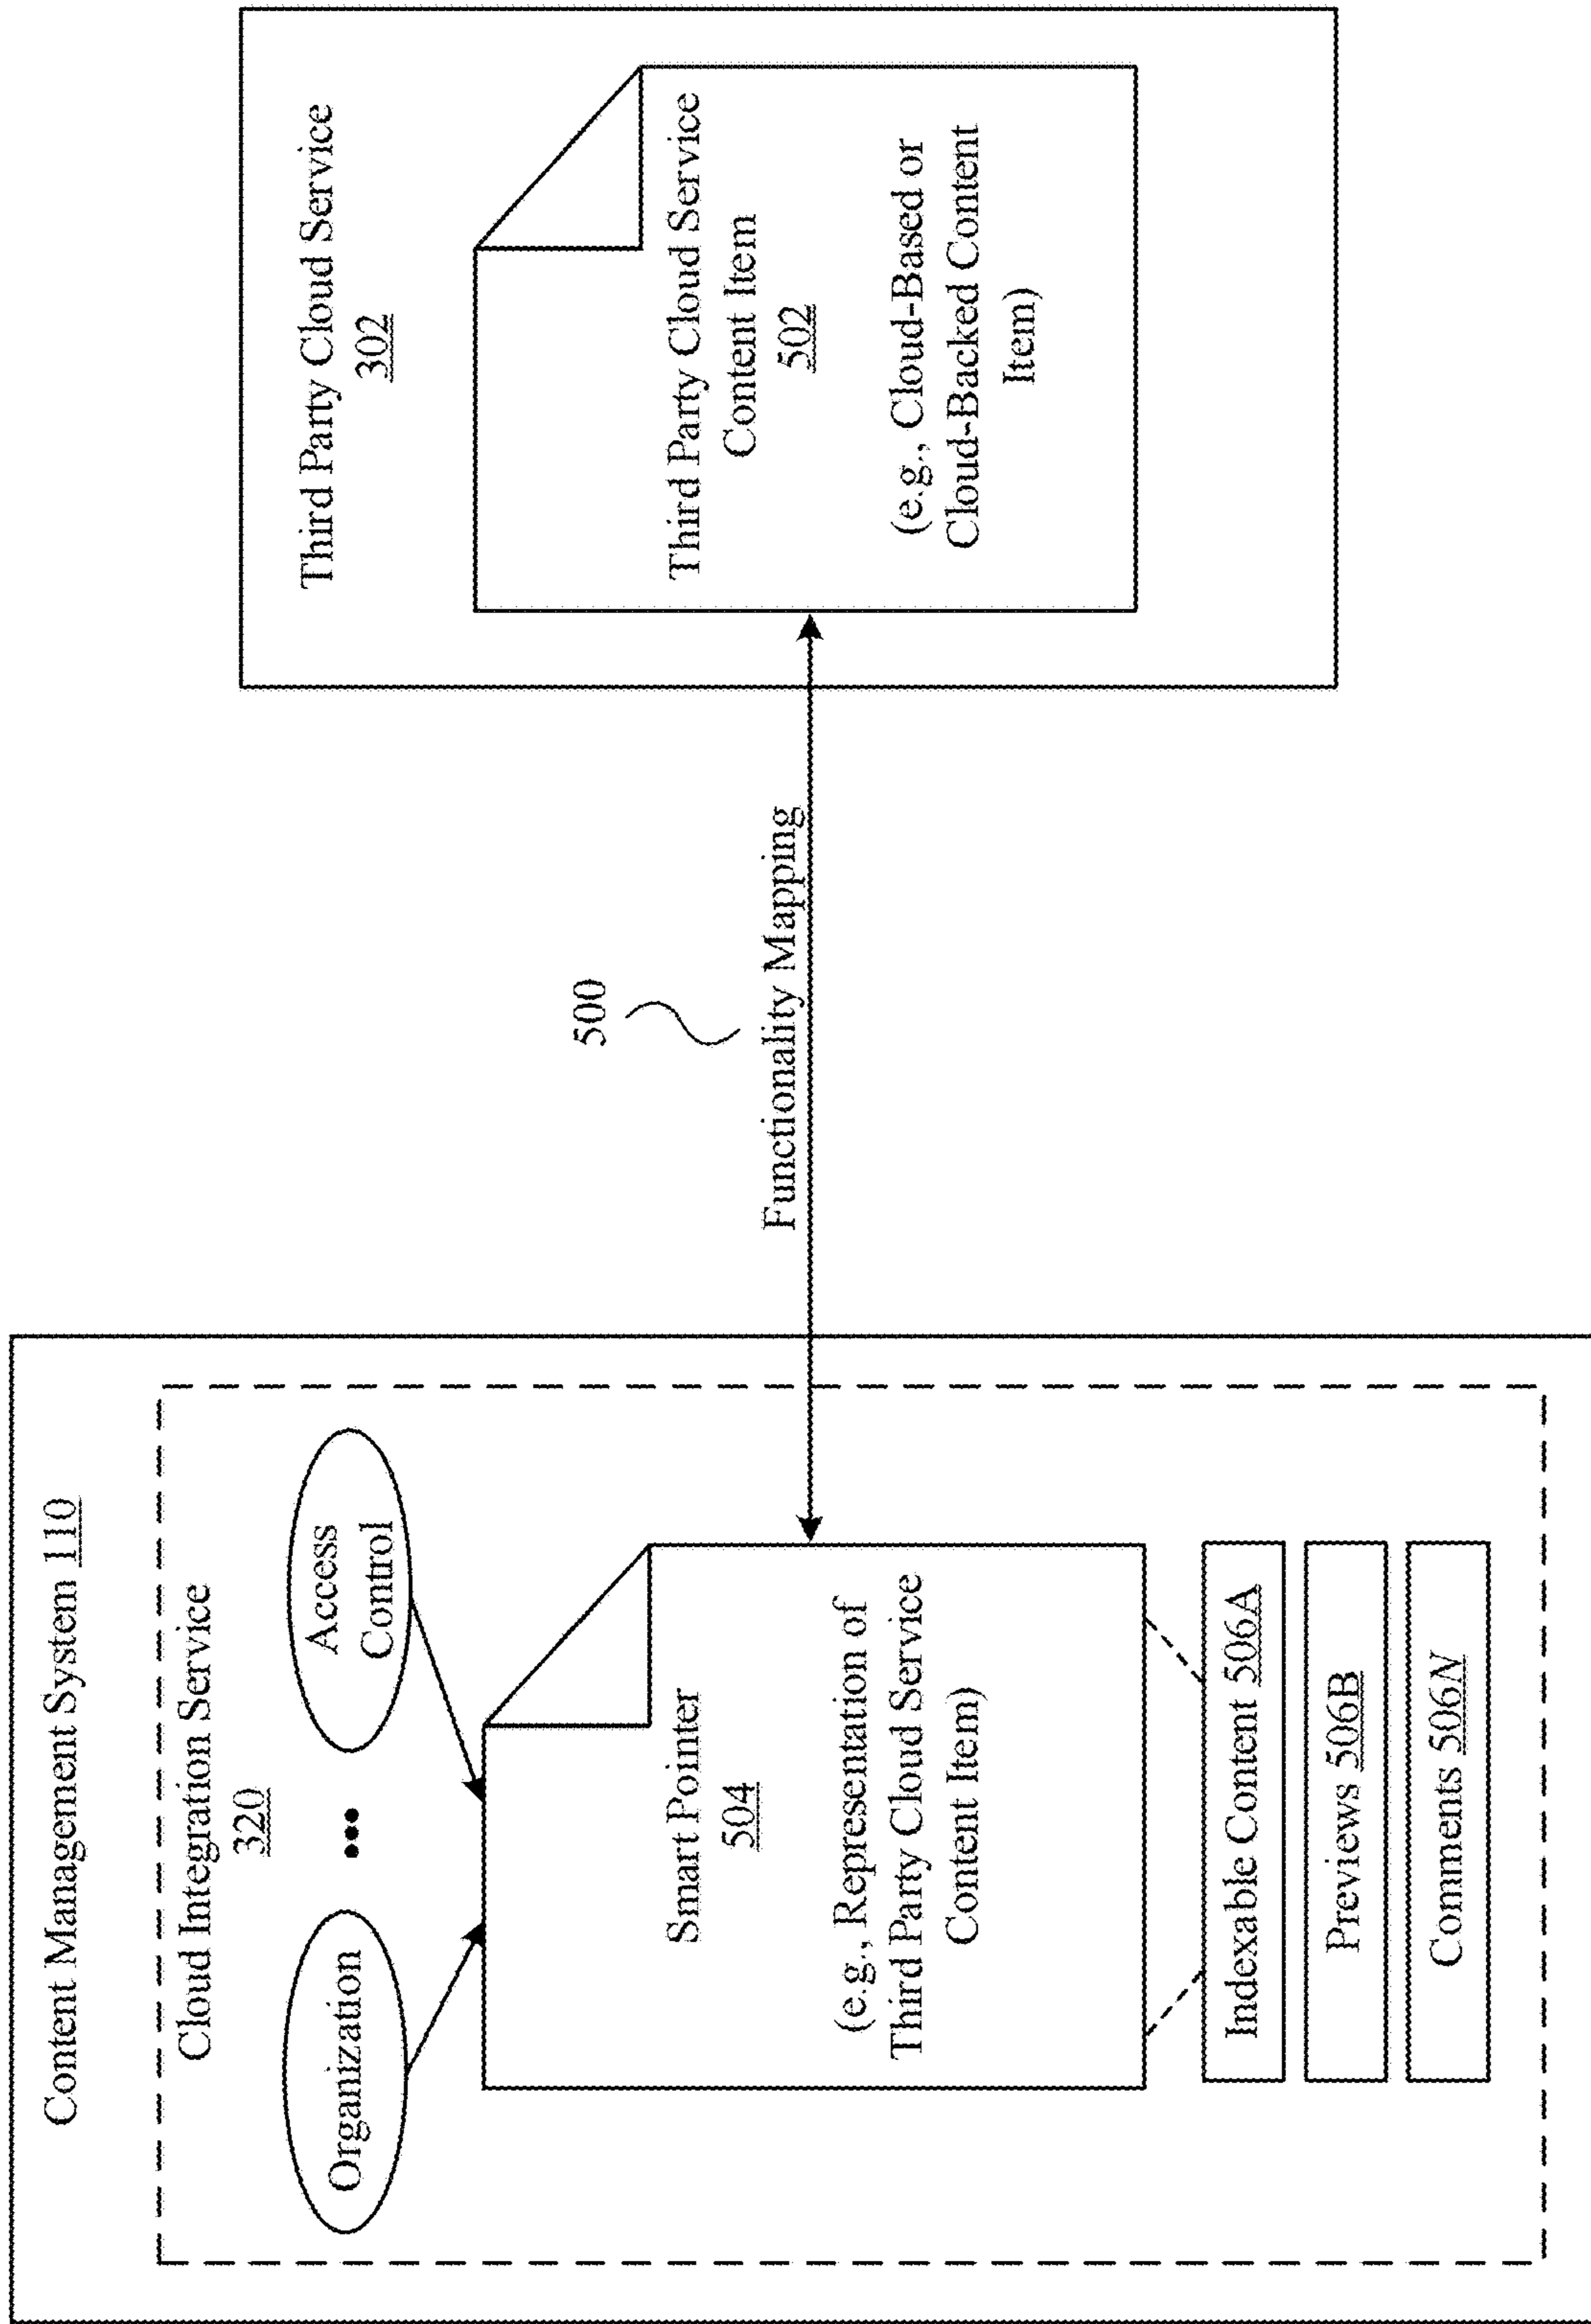 Content Management System 110
Cloud Integration Service
320
Organization
•••
Access
Control
Smart Pointer
504
(e.g., Representation of
Third Party Cloud Service
Content Item)
Indexable Content 506A
Previews 506B
Comments 506N
500
Functionality Mapping
Third Party Cloud Service
302
Third Party Cloud Service
Content Item
502
(e.g., Cloud-Based or
Cloud-Backed Content
Item)